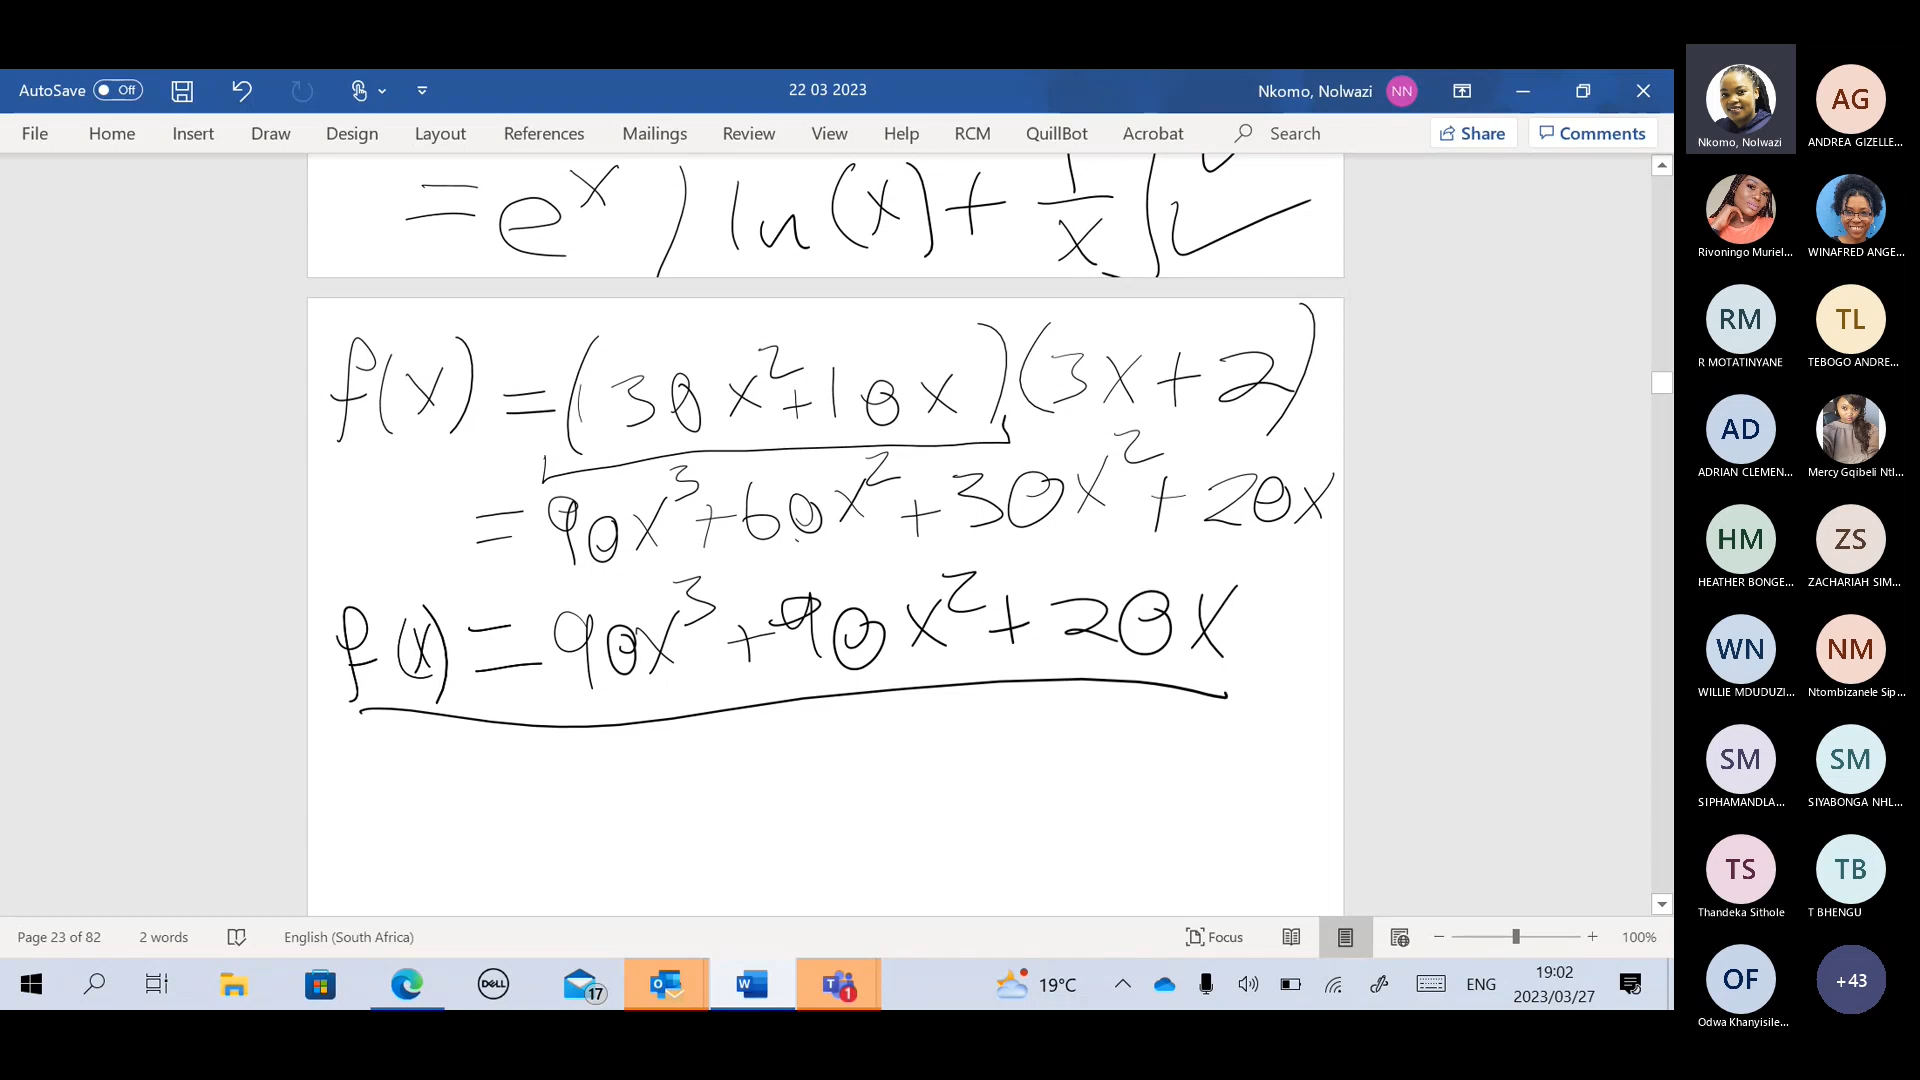 AutoSave Off
22 03 2023
Nkomo, Nolwazi NN
File Home Insert Draw Design Layout References Mailings Review View Help RCM QuillBot Acrobat Search Share Comments
= e^x ( ln(x) + 1/x )
f(x) = (30x² + 10x)(3x + 2)
= 90x³ + 60x² + 30x² + 20x
f(x) = 90x³ + 90x² + 20x
Page 23 of 82 2 words English (South Africa) Focus 100%
DELL 17 1 19°C ENG 19:02
2023/03/27
Nkomo, Nolwazi
AG
ANDREA GIZELLE...
Rivoningo Muriel...
WINAFRED ANGE...
RM
R MOTATINYANE
TL
TEBOGO ANDRE...
AD
ADRIAN CLEMEN...
Mercy Gqibeli Ntl...
HM
HEATHER BONGE...
ZS
ZACHARIAH SIM...
WN
WILLIE MDUDUZI...
NM
Ntombizanele Sip...
SM
SIPHAMANDLA...
SM
SIYABONGA NHL...
TS
Thandeka Sithole
TB
T BHENGU
OF
Odwa Khanyisile...
+43